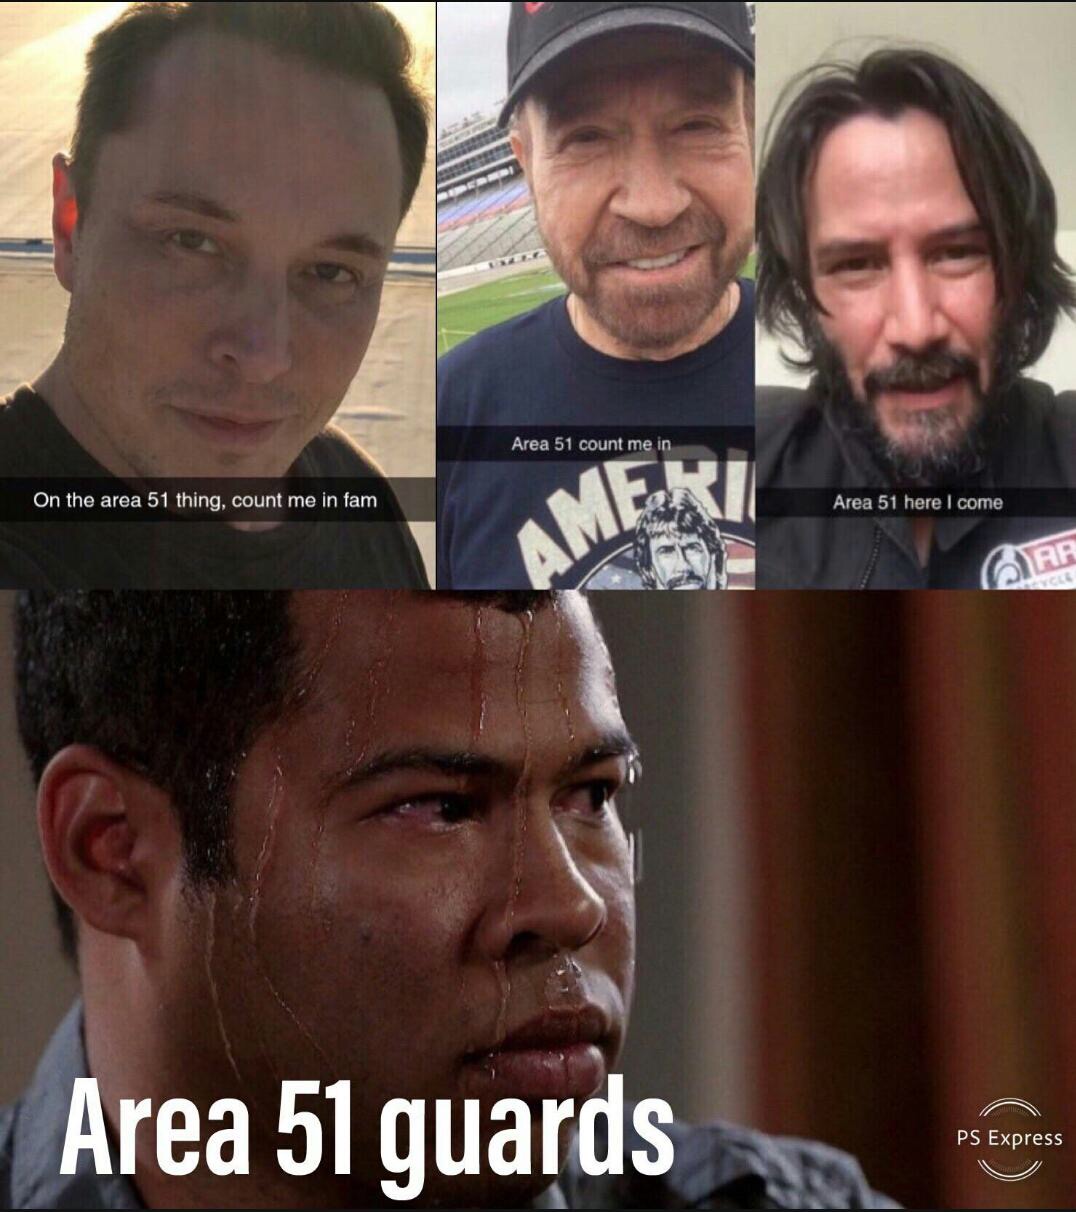 On the area 51 thing, count me in fam
Area 51 count me in
Area 51 here I come
Area 51 guards
PS Express